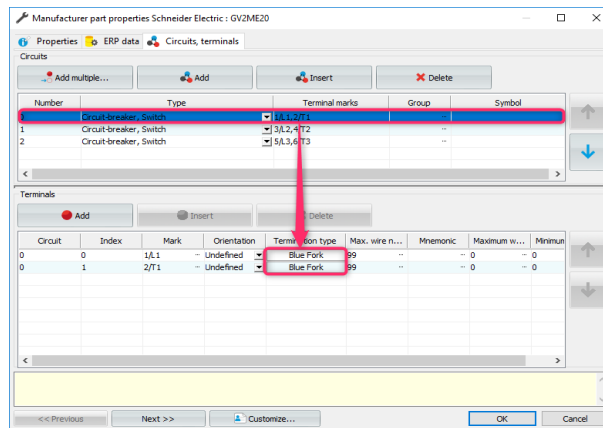 Manufacturer part properties Schneider Electric : GV2ME20
Properties ERP data Circuits, terminals
Circuits
Add multiple... Add Insert Delete
Number Type Terminal marks Group Symbol
0 Circuit-breaker, Switch 1/L1,2/T1 ...
1 Circuit-breaker, Switch 3/L2,4/T2 ...
2 Circuit-breaker, Switch 5/L3,6/T3 ...
Terminals
Add Insert Delete
Circuit Index Mark Orientation Termination type Max. wire n... Mnemonic Maximum w... Minimum
0 0 1/L1 ... Undefined Blue Fork 99 ... ... 0 ... 0
0 1 2/T1 ... Undefined Blue Fork 99 ... ... 0 ... 0
<< Previous Next >> Customize... OK Cancel